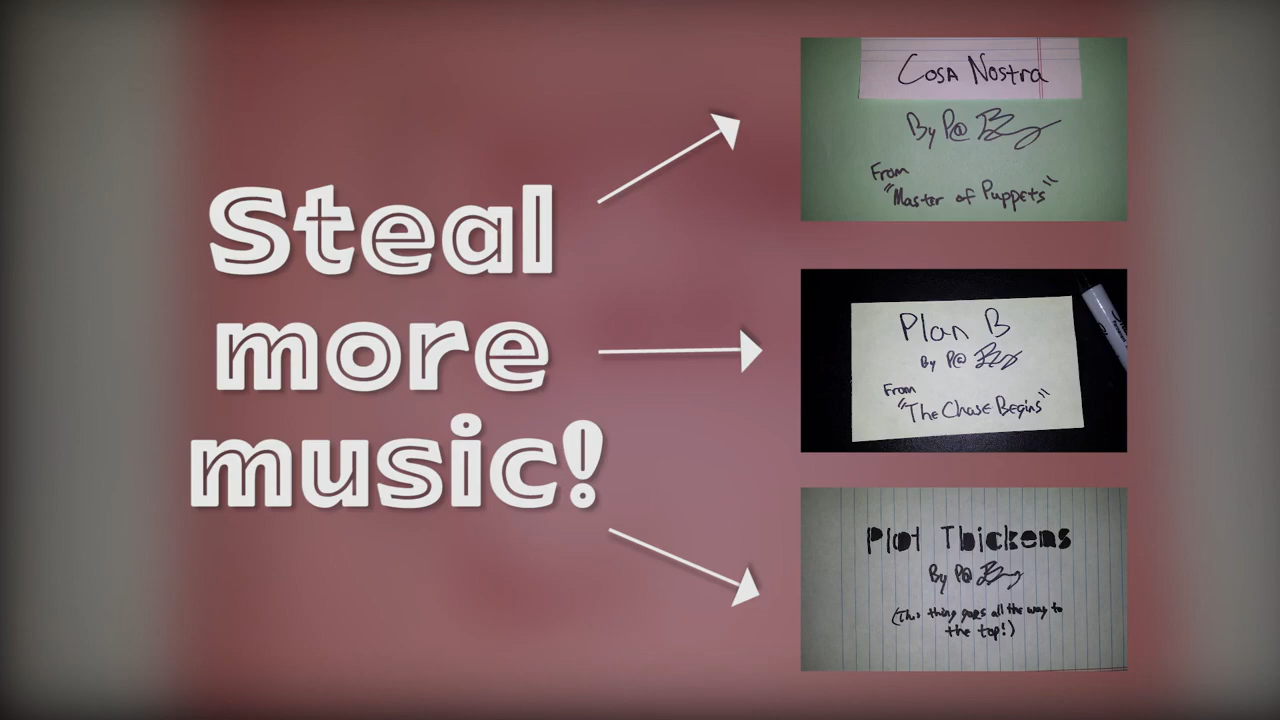 Steal
more
music!
Cosa Nostra
By P@
From
"Master of Puppets"
Plan B
By P@
From
"The Chase Begins"
Plot Thickens
By P@
(This thing goes all the way to
the top!)